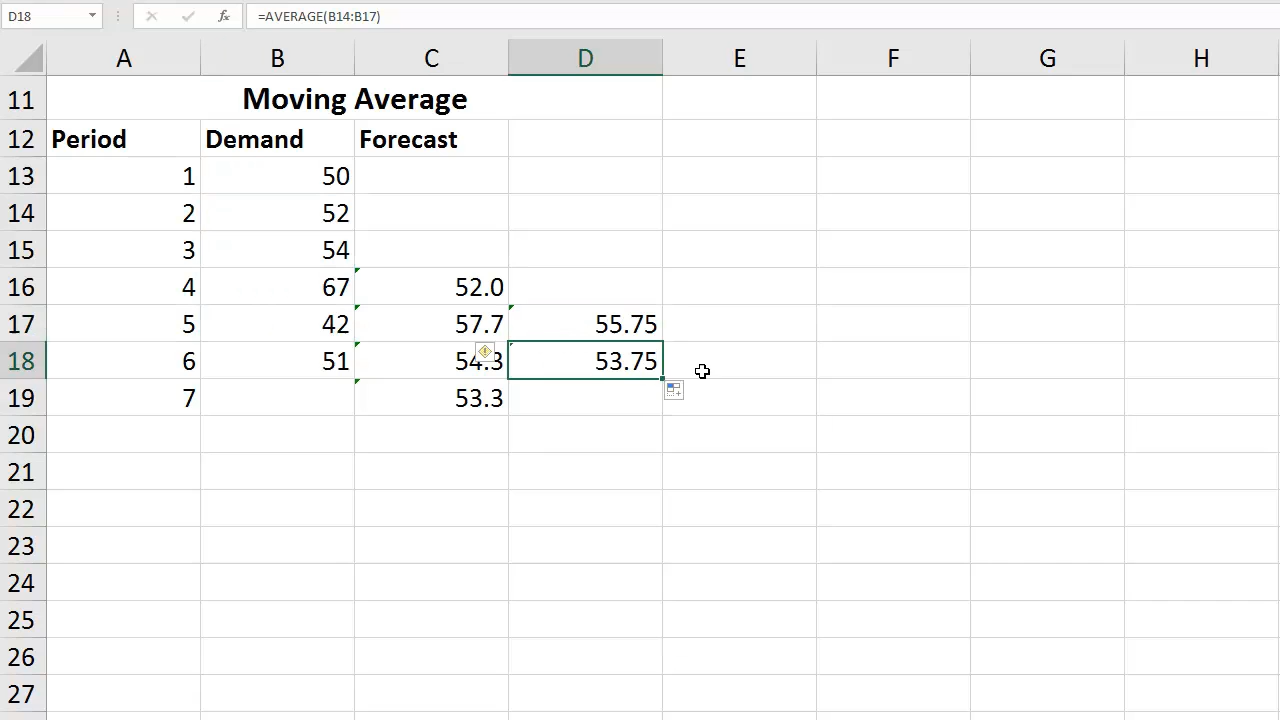 D18 fx =AVERAGE(B14:B17)
A B C D E F G H
11 Moving Average
12 Period Demand Forecast
13 1 50
14 2 52
15 3 54
16 4 67 52.0
17 5 42 57.7 55.75
18 6 51 54.3 53.75
19 7 53.3
20
21
22
23
24
25
26
27